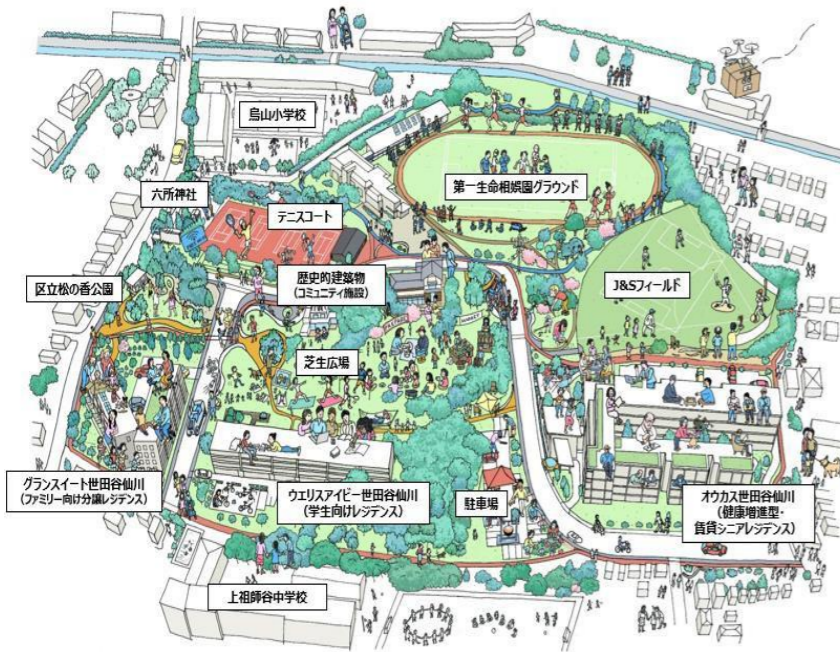 烏山小学校
第一生命相娯園グラウンド
六所神社
テニスコート
歴史的建築物
(コミュニティ施設)
J&Sフィールド
区立松の香公園
芝生広場
グランスイート世田谷仙川
(ファミリー向け分譲レジデンス)
ウエリスアイビー世田谷仙川
(学生向けレジデンス)
駐車場
オウカス世田谷仙川
(健康増進型・
賃貸シニアレジデンス)
上祖師谷中学校